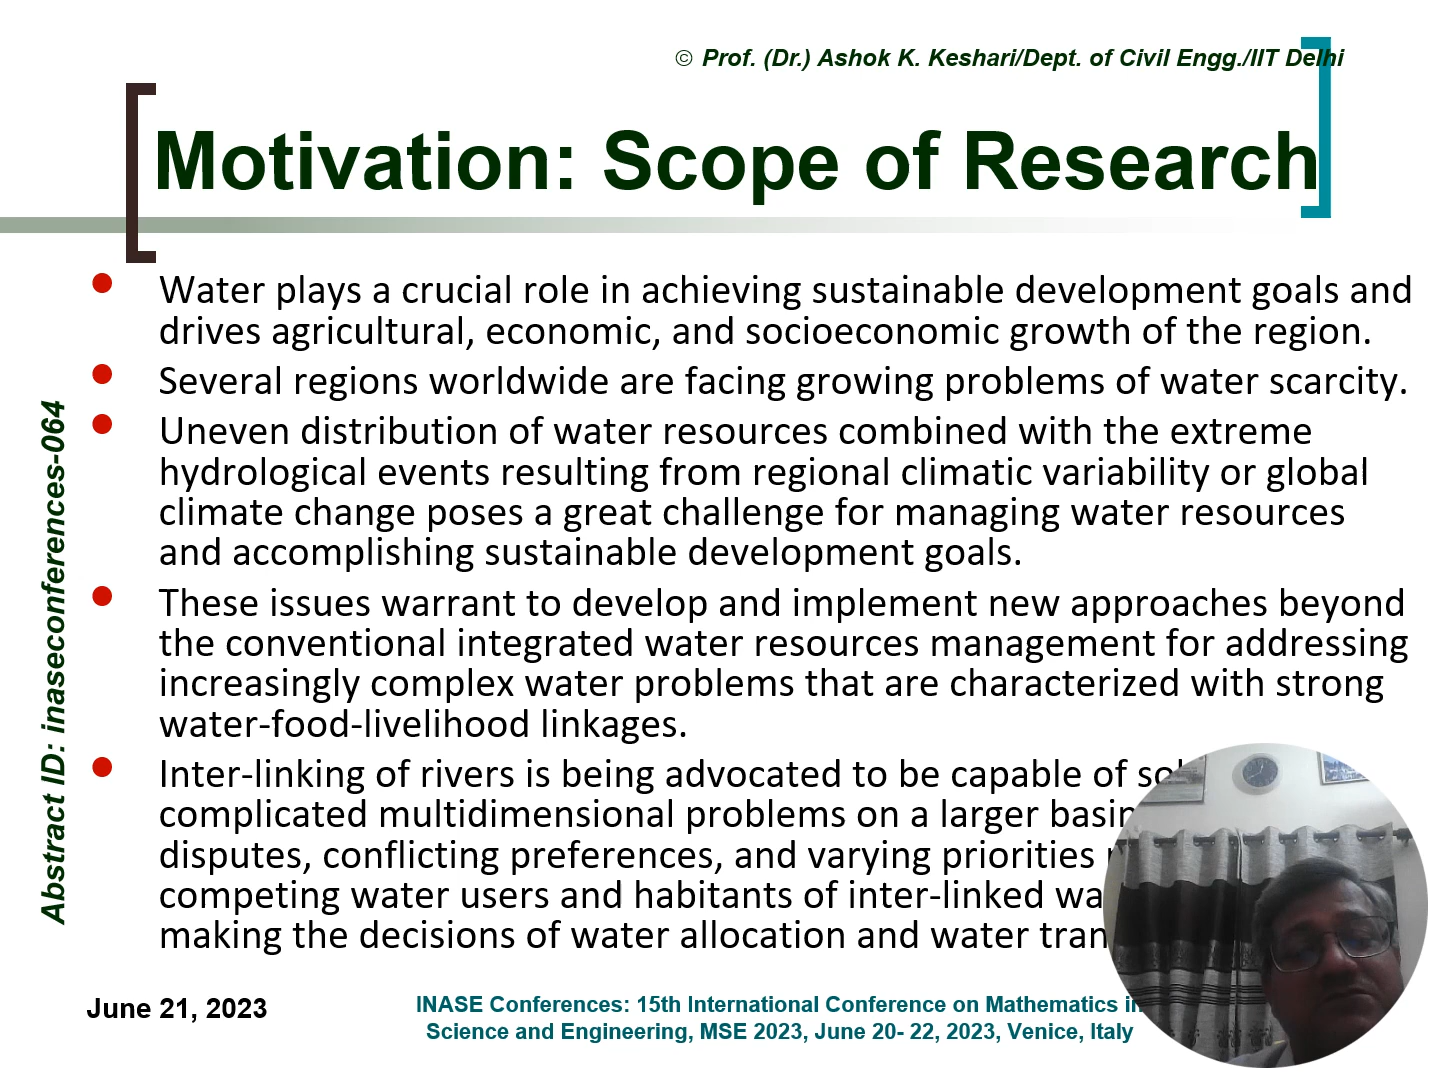 © Prof. (Dr.) Ashok K. Keshari/Dept. of Civil Engg./IIT Delhi
Motivation: Scope of Research
Water plays a crucial role in achieving sustainable development goals and
drives agricultural, economic, and socioeconomic growth of the region.
Several regions worldwide are facing growing problems of water scarcity.
Uneven distribution of water resources combined with the extreme
hydrological events resulting from regional climatic variability or global
climate change poses a great challenge for managing water resources
and accomplishing sustainable development goals.
These issues warrant to develop and implement new approaches beyond
the conventional integrated water resources management for addressing
increasingly complex water problems that are characterized with strong
water-food-livelihood linkages.
Inter-linking of rivers is being advocated to be capable of
complicated multidimensional problems on a larger basin
disputes, conflicting preferences, and varying priorities
competing water users and habitants of inter-linked
making the decisions of water allocation and water
Abstract ID: inaseconferences-064
June 21, 2023
INASE Conferences: 15th International Conference on Mathematics in
Science and Engineering, MSE 2023, June 20- 22, 2023, Venice, Italy